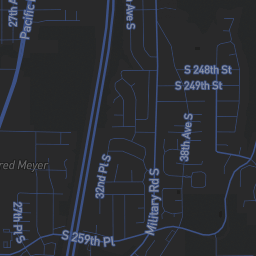 27th A
Pacific
Ave S
S 248th St
S 249th St
38th Ave S
red Meyer
32nd Pl S
Military Rd S
27th Pl S
S 259th Pl